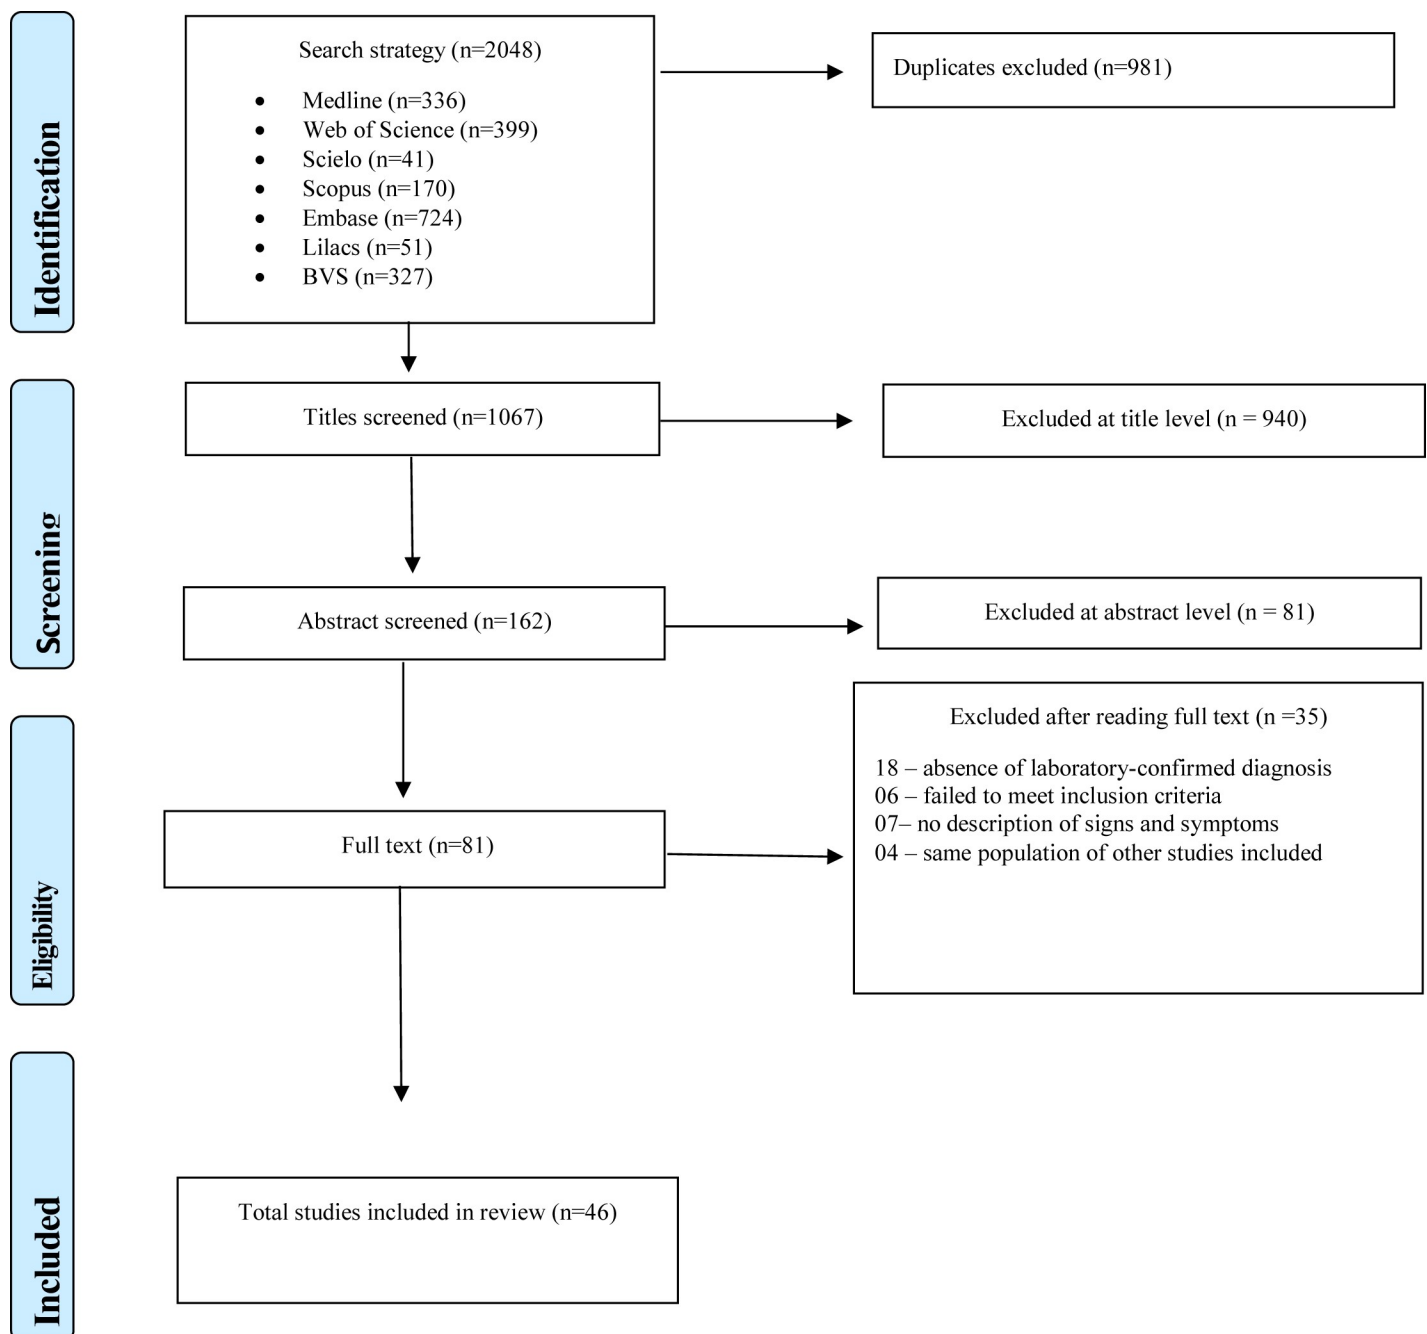 Identification
Search strategy (n=2048)
• Medline (n=336)
• Web of Science (n=399)
• Scielo (n=41)
• Scopus (n=170)
• Embase (n=724)
• Lilacs (n=51)
• BVS (n=327)
Duplicates excluded (n=981)
Screening
Titles screened (n=1067)
Excluded at title level (n = 940)
Abstract screened (n=162)
Excluded at abstract level (n = 81)
Eligibility
Full text (n=81)
Excluded after reading full text (n =35)
18 – absence of laboratory-confirmed diagnosis
06 – failed to meet inclusion criteria
07– no description of signs and symptoms
04 – same population of other studies included
Included
Total studies included in review (n=46)